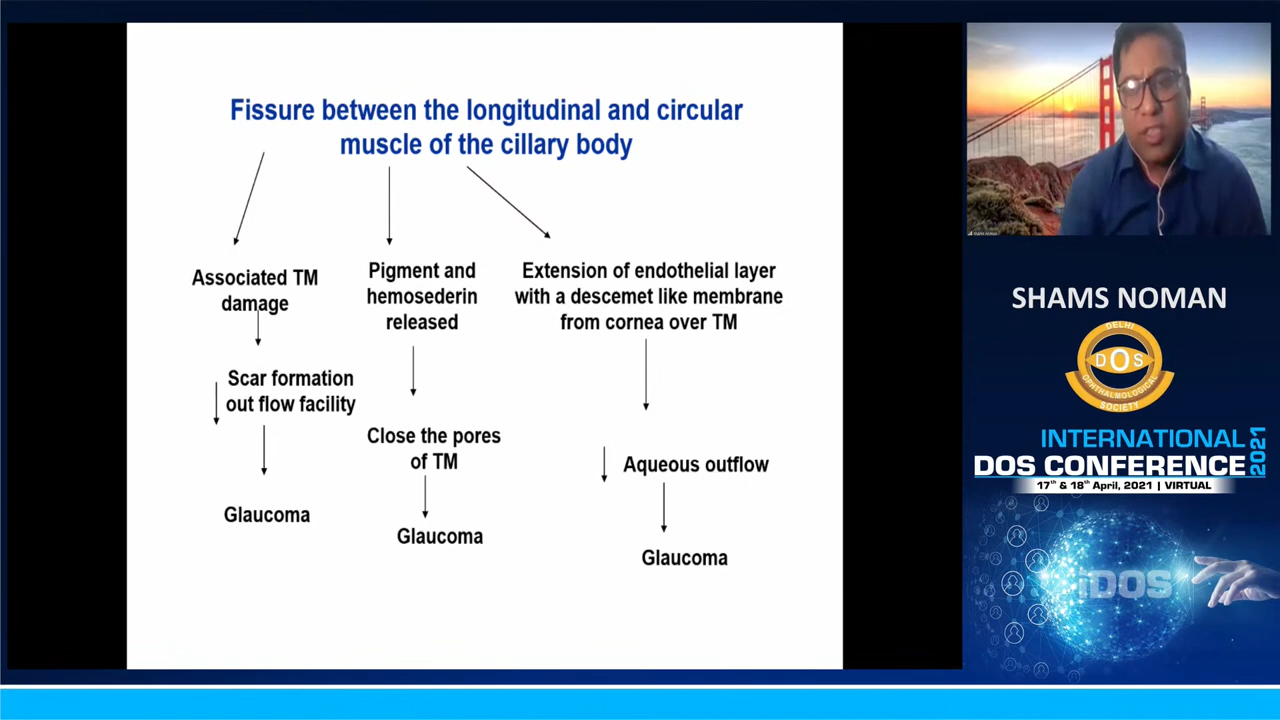 Fissure between the longitudinal and circular
muscle of the cillary body
Associated TM
damage
Scar formation
out flow facility
Glaucoma
Pigment and
hemosederin
released
Close the pores
of TM
Glaucoma
Extension of endothelial layer
with a descemet like membrane
from cornea over TM
Aqueous outflow
Glaucoma
SHAMS NOMAN
DELHI
DOS
OPHTHALMOLOGICAL
SOCIETY
INTERNATIONAL
DOS CONFERENCE
2021
17th & 18th April, 2021 | VIRTUAL
iDOS